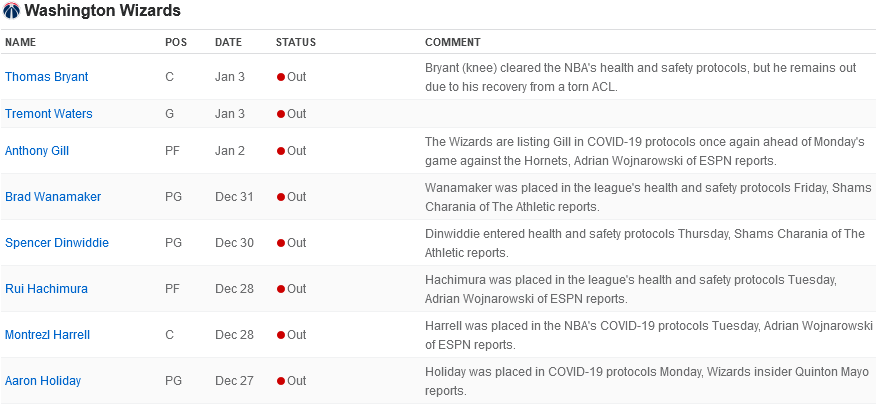 Washington Wizards
NAME POS DATE STATUS COMMENT
Thomas Bryant C Jan 3 Out Bryant (knee) cleared the NBA's health and safety protocols, but he remains out
due to his recovery from a torn ACL.
Tremont Waters G Jan 3 Out
Anthony Gill PF Jan 2 Out The Wizards are listing Gill in COVID-19 protocols once again ahead of Monday's
game against the Hornets, Adrian Wojnarowski of ESPN reports.
Brad Wanamaker PG Dec 31 Out Wanamaker was placed in the league's health and safety protocols Friday, Shams
Charania of The Athletic reports.
Spencer Dinwiddie PG Dec 30 Out Dinwiddie entered health and safety protocols Thursday, Shams Charania of The
Athletic reports.
Rui Hachimura PF Dec 28 Out Hachimura was placed in the league's health and safety protocols Tuesday,
Adrian Wojnarowski of ESPN reports.
Montrezl Harrell C Dec 28 Out Harrell was placed in the NBA's COVID-19 protocols Tuesday, Adrian Wojnarowski
of ESPN reports.
Aaron Holiday PG Dec 27 Out Holiday was placed in COVID-19 protocols Monday, Wizards insider Quinton Mayo
reports.